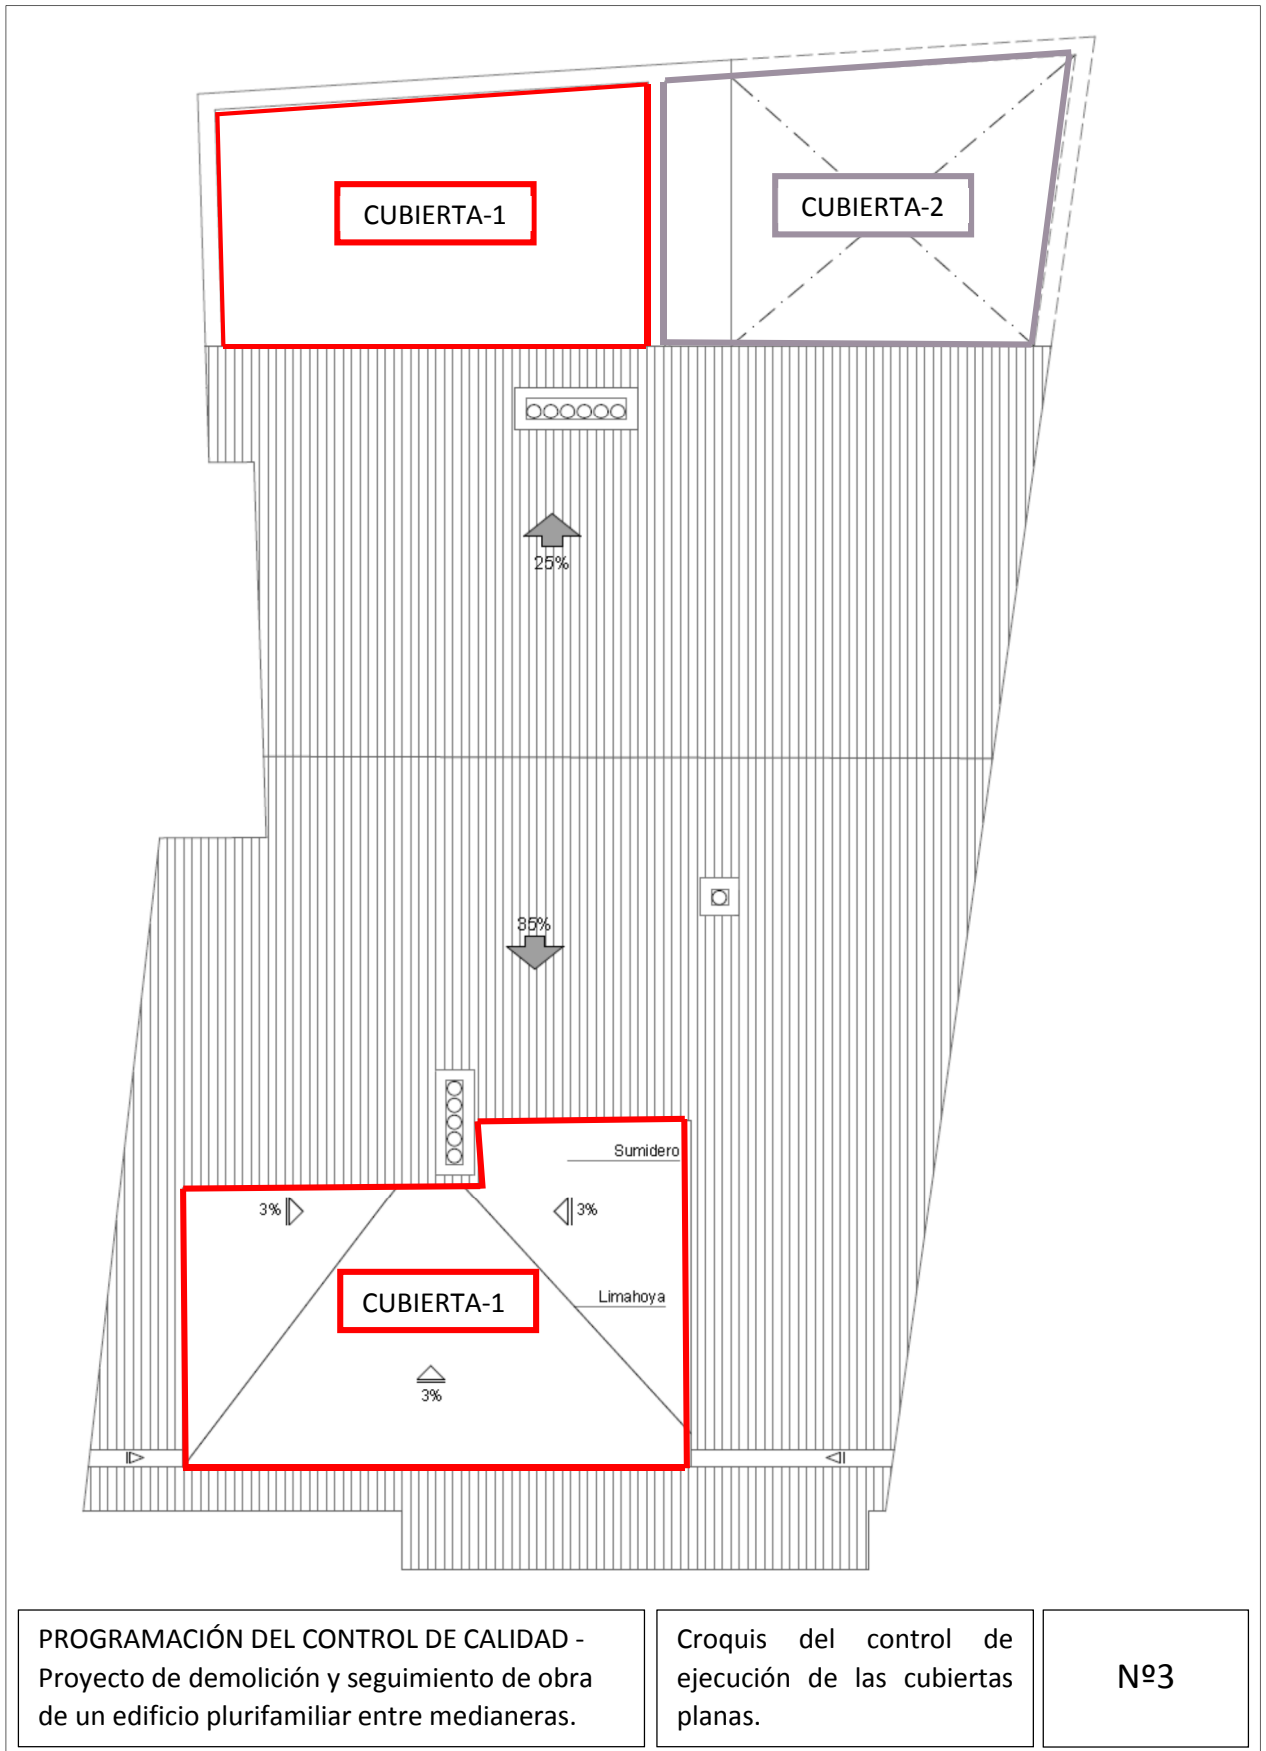 CUBIERTA-1
CUBIERTA-2
25%
35%
Sumidero
3%
3%
Limahoya
CUBIERTA-1
3%
PROGRAMACIÓN DEL CONTROL DE CALIDAD -
Proyecto de demolición y seguimiento de obra
de un edificio plurifamiliar entre medianeras.
Croquis del control de
ejecución de las cubiertas
planas.
Nº3